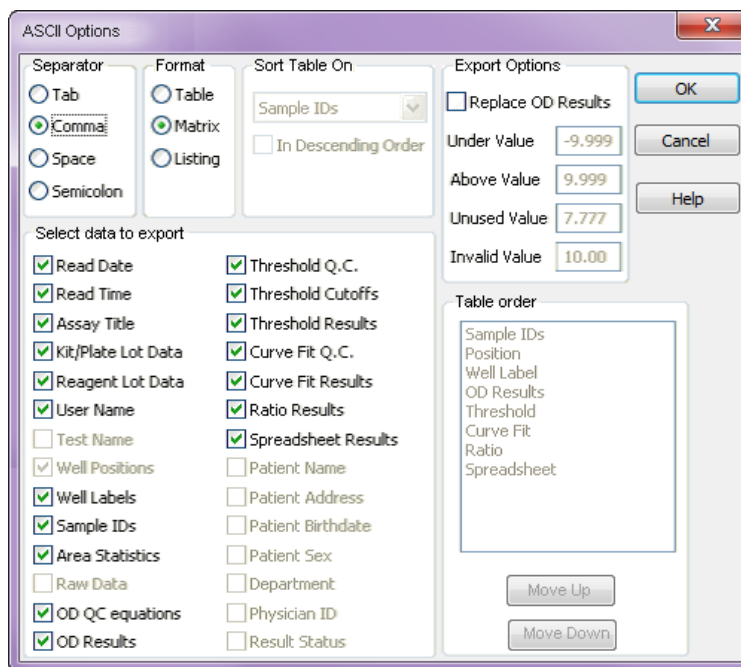 ASCII Options
Separator
Tab
Comma
Space
Semicolon
Format
Table
Matrix
Listing
Sort Table On
Sample IDs
In Descending Order
Export Options
Replace OD Results
Under Value -9.999
Above Value 9.999
Unused Value 7.777
Invalid Value 10.00
OK
Cancel
Help
Select data to export
Read Date
Read Time
Assay Title
Kit/Plate Lot Data
Reagent Lot Data
User Name
Test Name
Well Positions
Well Labels
Sample IDs
Area Statistics
Raw Data
OD QC equations
OD Results
Threshold Q.C.
Threshold Cutoffs
Threshold Results
Curve Fit Q.C.
Curve Fit Results
Ratio Results
Spreadsheet Results
Patient Name
Patient Address
Patient Birthdate
Patient Sex
Department
Physician ID
Result Status
Table order
Sample IDs
Position
Well Label
OD Results
Threshold
Curve Fit
Ratio
Spreadsheet
Move Up
Move Down